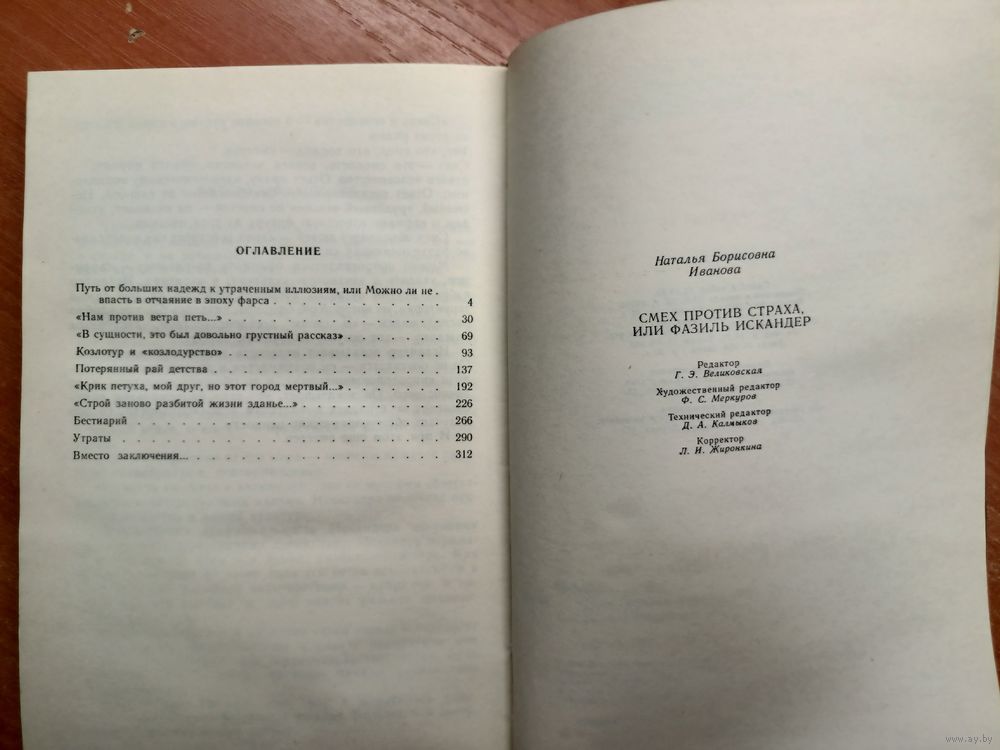 ОГЛАВЛЕНИЕ
Путь от больших надежд к утраченным иллюзиям, или Можно ли не .
впасть в отчаяние в эпоху фарса . . . . . . . . . . . . 4
«Нам против ветра петь...» . . . . . . . . . . . . . . 30
«В сущности, это был довольно грустный рассказ» . . . . . . . 69
Козлотур и «козлодурство» . . . . . . . . . . . . . . 93
Потерянный рай детства . . . . . . . . . . . . . . . 137
«Крик петуха, мой друг, но этот город мертвый...» . . . . . . . 192
«Строй заново разбитой жизни зданье...» . . . . . . . . . . 226
Бестиарий . . . . . . . . . . . . . . . . . . . 266
Утраты . . . . . . . . . . . . . . . . . . . . 290
Вместо заключения... . . . . . . . . . . . . . . . . 312
Наталья Борисовна
Иванова
СМЕХ ПРОТИВ СТРАХА,
ИЛИ ФАЗИЛЬ ИСКАНДЕР
Редактор
Г. Э. Великовская
Художественный редактор
Ф. С. Меркуров
Технический редактор
Д. А. Калмыков
Корректор
Л. И. Жиронкина
www.ay.by